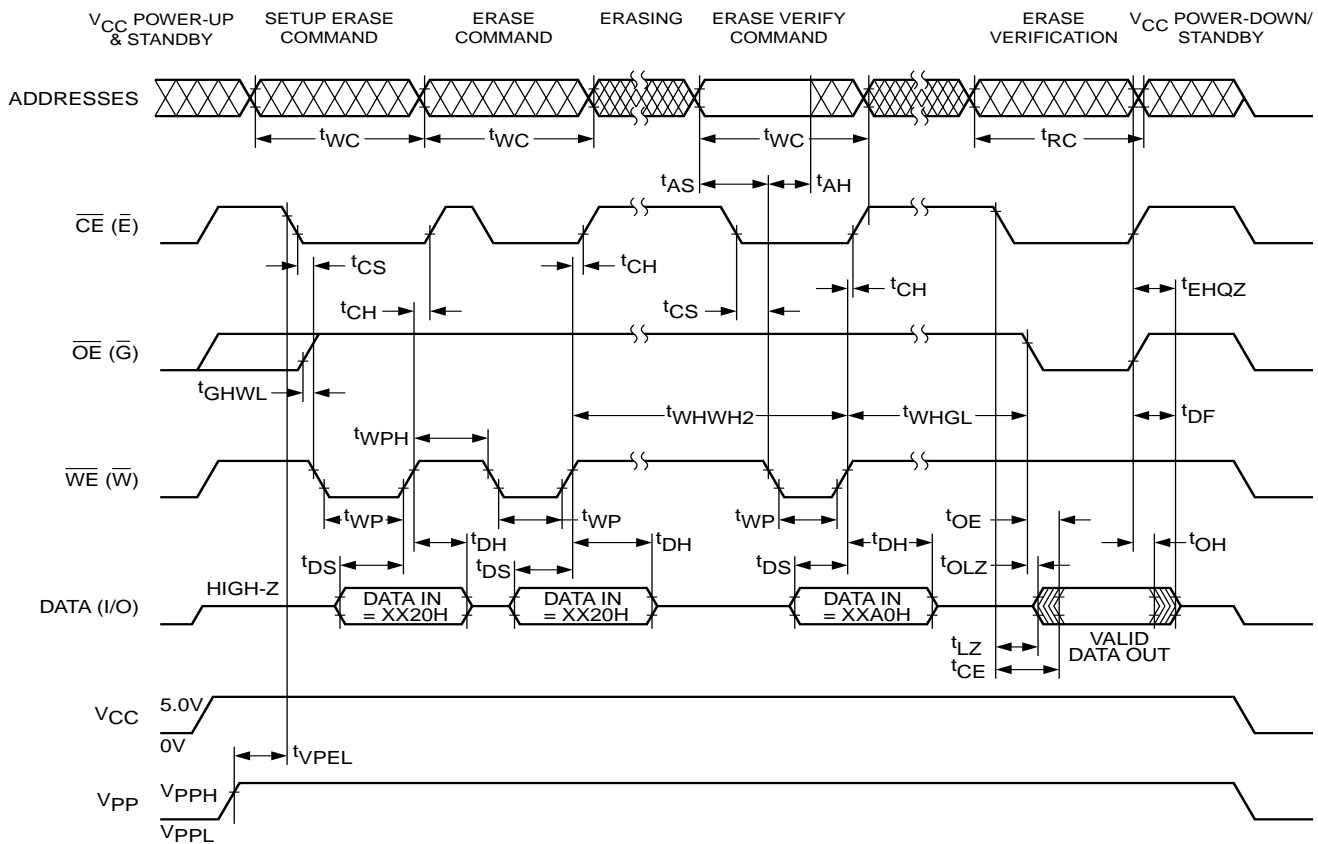 VCC POWER-UP & STANDBY
SETUP ERASE COMMAND
ERASE COMMAND
ERASING
ERASE VERIFY COMMAND
ERASE VERIFICATION
VCC POWER-DOWN/ STANDBY
ADDRESSES
tWC
tWC
tWC
tRC
tAS
tAH
CE (E)
tCS
tCH
tCH
tCS
tCH
tEHQZ
OE (G)
tGHWL
tWHWH2
tWHGL
tDF
tWPH
WE (W)
tWP
tWP
tWP
tOE
tDH
tDH
tDH
tOH
tDS
tDS
tDS
tOLZ
HIGH-Z
DATA (I/O)
DATA IN = XX20H
DATA IN = XX20H
DATA IN = XXA0H
VALID DATA OUT
tLZ
tCE
VCC
5.0V
0V
tVPEL
VPP
VPPH
VPPL